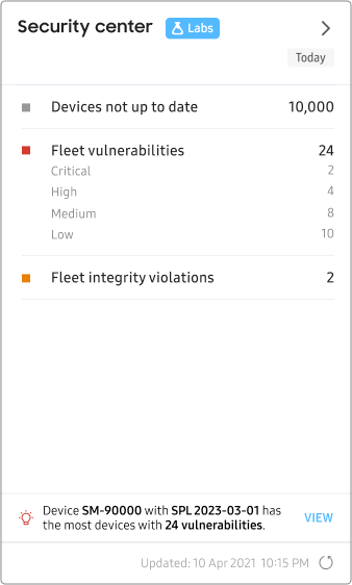 Security center Labs
Today
Devices not up to date 10,000
Fleet vulnerabilities 24
Critical 2
High 4
Medium 8
Low 10
Fleet integrity violations 2
Device SM-90000 with SPL 2023-03-01 has
the most devices with 24 vulnerabilities. VIEW
Updated: 10 Apr 2021 10:15 PM